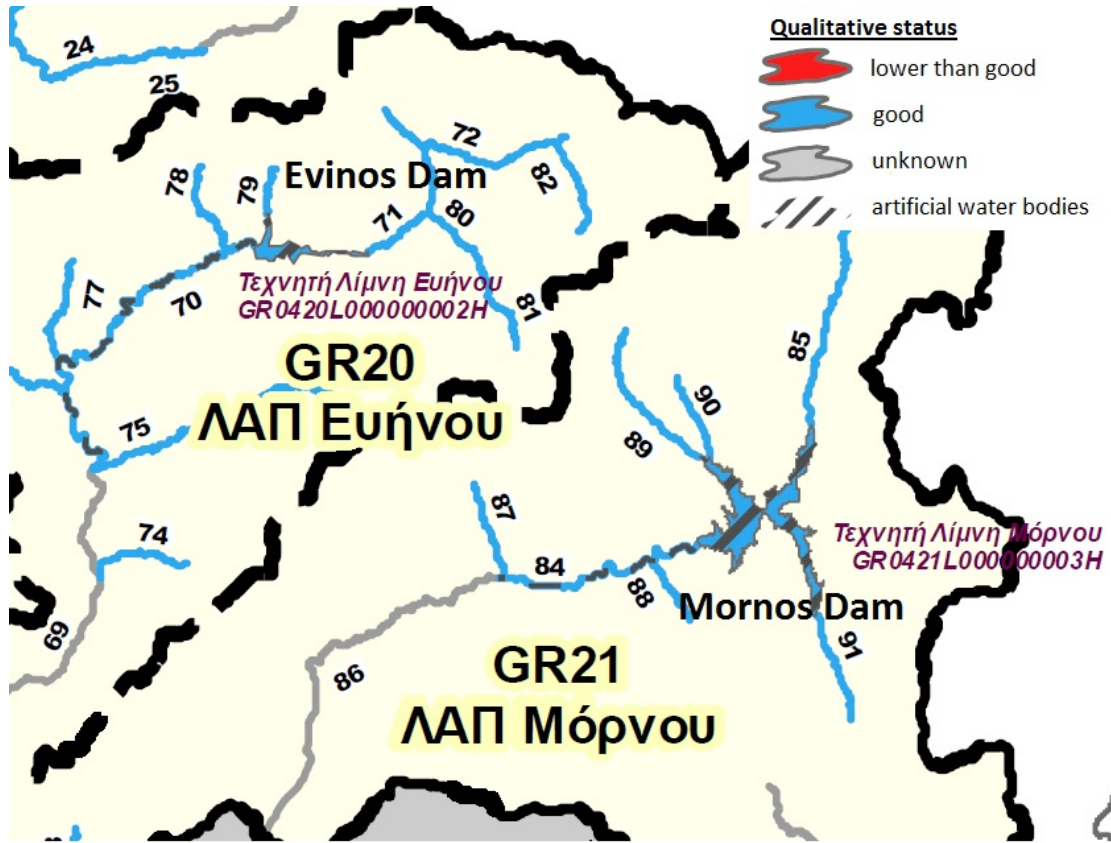 Qualitative status
lower than good
good
unknown
artificial water bodies
24
25
72
82
78
79
Evinos Dam
71
80
77
70
Τεχνητή Λίμνη Ευήνου
GR0420L000000002H
81
85
GR20
ΛΑΠ Ευήνου
90
75
89
87
74
Τεχνητή Λίμνη Μόρνου
GR0421L000000003H
84
88
Mornos Dam
69
91
86
GR21
ΛΑΠ Μόρνου